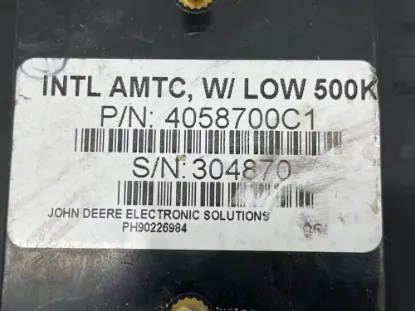 INTL AMTC, W/ LOW 500K
P/N: 4058700C1
S/N: 304870
JOHN DEERE ELECTRONIC SOLUTIONS
PH90226984